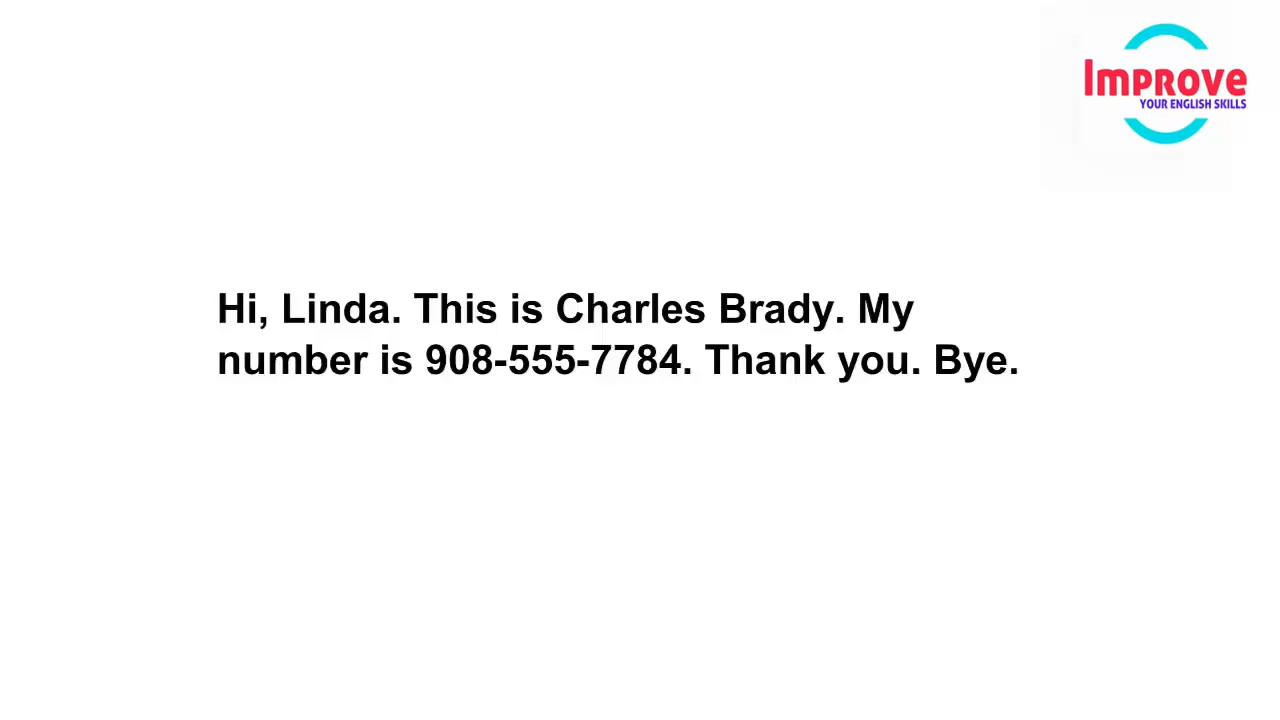 Improve
YOUR ENGLISH SKILLS
Hi, Linda. This is Charles Brady. My
number is 908-555-7784. Thank you. Bye.